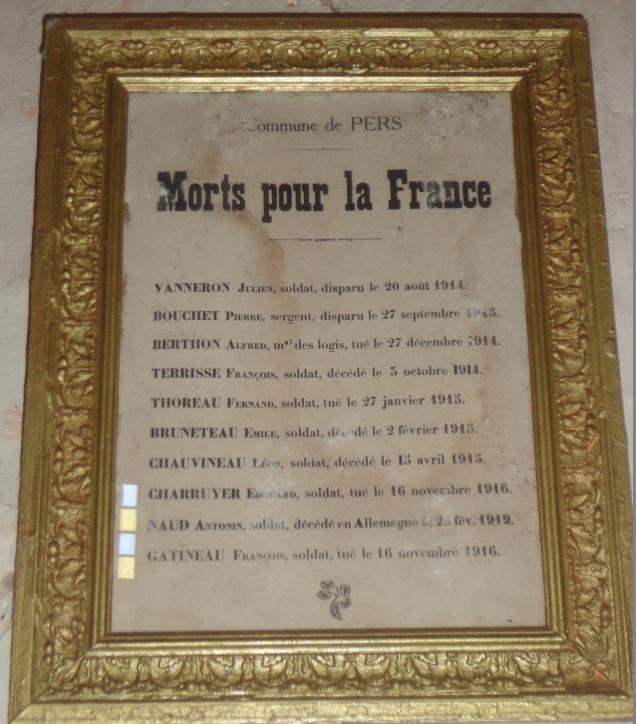 Commune de PERS
Morts pour la France
VANNERON JULIEN, soldat, disparu le 20 août 1914.
BOUCHET PIERRE, sergent, disparu le 27 septembre 1915.
BERTHON ALFRED, mal des logis, tué le 27 décembre 1914.
TERRISSE FRANÇOIS, soldat, décédé le 3 octobre 1914.
THOREAU FERNAND, soldat, tué le 27 janvier 1915.
BRUNETEAU EMILE, soldat, décédé le 2 février 1915.
CHAUVINEAU LÉON, soldat, décédé le 15 avril 1915.
CHARRUYER EDOUARD, soldat, tué le 16 novembre 1916.
NAUD ANTONIN, soldat, décédé en Allemagne le fév. 1919.
GATINEAU FRANÇOIS, soldat, tué le 16 novembre 1916.